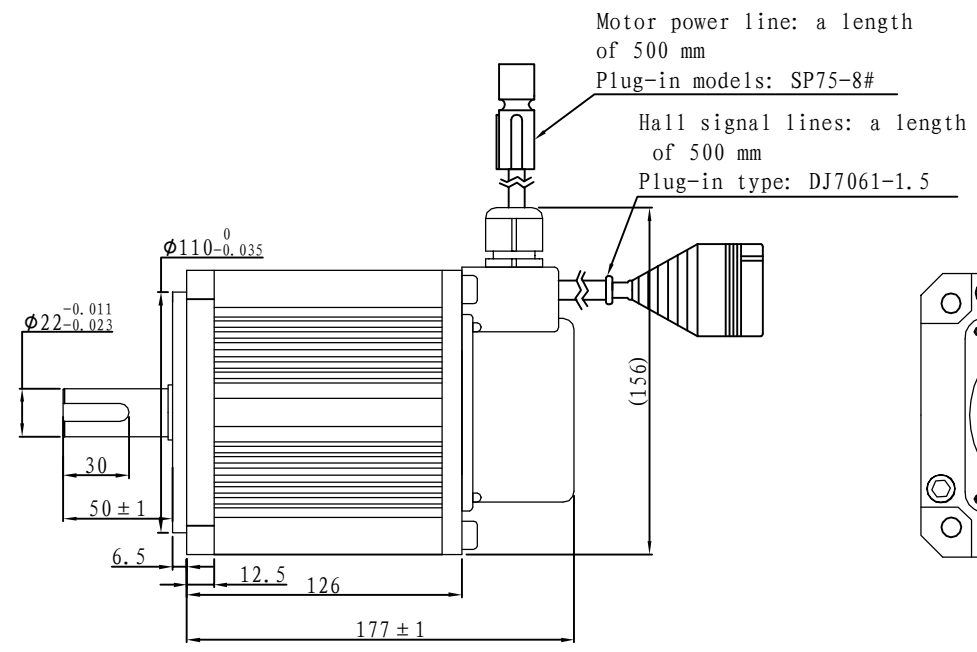 Motor power line: a length
of 500 mm
Plug-in models: SP75-8#
Hall signal lines: a length
of 500 mm
Plug-in type: DJ7061-1.5
ϕ110 0 -0.035
ϕ22 -0.011 -0.023
(156)
30
50±1
6.5
12.5
126
177±1